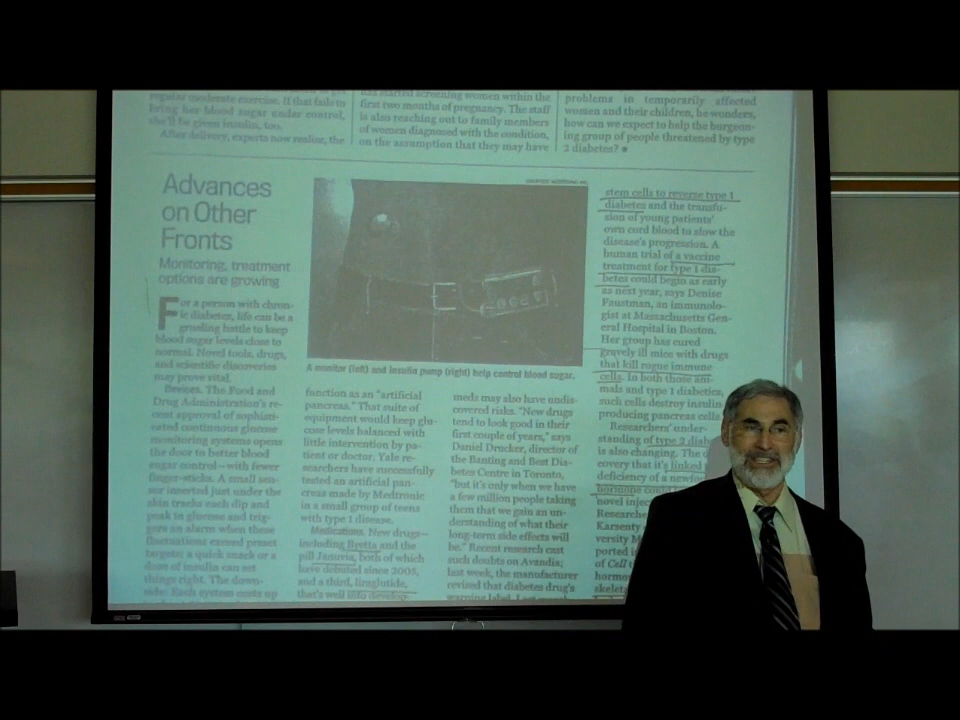 regular moderate exercise. If that fails to
bring her blood sugar under control,
she'll be given insulin, too.
After delivery, experts now realize, the
has started screening women within the
first two months of pregnancy. The staff
is also reaching out to family members
of women diagnosed with the condition,
on the assumption that they may have
problems in temporarily affected
women and their children, he wonders,
how can we expect to help the burgeon-
ing group of people threatened by type
2 diabetes?
Advances
on Other
Fronts
Monitoring, treatment
options are growing
For a person with chron-
ic diabetes, life can be a
grueling battle to keep
blood sugar levels close to
normal. Novel tools, drugs,
and scientific discoveries
may prove vital.
Devices. The Food and
Drug Administration's re-
cent approval of sophisti-
cated continuous glucose
monitoring systems opens
the door to better blood
sugar control—with fewer
finger-sticks. A small sen-
sor inserted just under the
skin tracks each dip and
peak in glucose and trig-
gers an alarm when these
fluctuations exceed preset
targets; a quick snack or a
dose of insulin can set
things right. The down-
side: Each system costs up
A monitor (left) and insulin pump (right) help control blood sugar.
function as an "artificial
pancreas." That suite of
equipment would keep glu-
cose levels balanced with
little intervention by pa-
tient or doctor. Yale re-
searchers have successfully
tested an artificial pan-
creas made by Medtronic
in a small group of teens
with type 1 disease.
Medications. New drugs—
including Byetta and the
pill Januvia, both of which
have debuted since 2005,
and a third, liraglutide,
that's well into develop-
meds may also have undis-
covered risks. "New drugs
tend to look good in their
first couple of years," says
Daniel Drucker, director of
the Banting and Best Dia-
betes Centre in Toronto,
"but it's only when we have
a few million people taking
them that we gain an un-
derstanding of what their
long-term side effects will
be." Recent research cast
such doubts on Avandia;
last week, the manufacturer
revised that diabetes drug's
warning label.
stem cells to reverse type 1
diabetes and the transfu-
sion of young patients'
own cord blood to slow the
disease's progression. A
human trial of a vaccine
treatment for type 1 dia-
betes could begin as early
as next year, says Denise
Faustman, an immunolo-
gist at Massachusetts Gen-
eral Hospital in Boston.
Her group has cured
gravely ill mice with drugs
that kill rogue immune
cells. In both those ani-
mals and type 1 diabetics,
such cells destroy insulin-
producing pancreas cells.
Researchers' under-
standing of type 2 diab
is also changing. The d
covery that it's linked
deficiency of a newfou
hormone could
novel injec
Researche
Karsenty
versity M
ported i
of Cell t
hormo
skelet